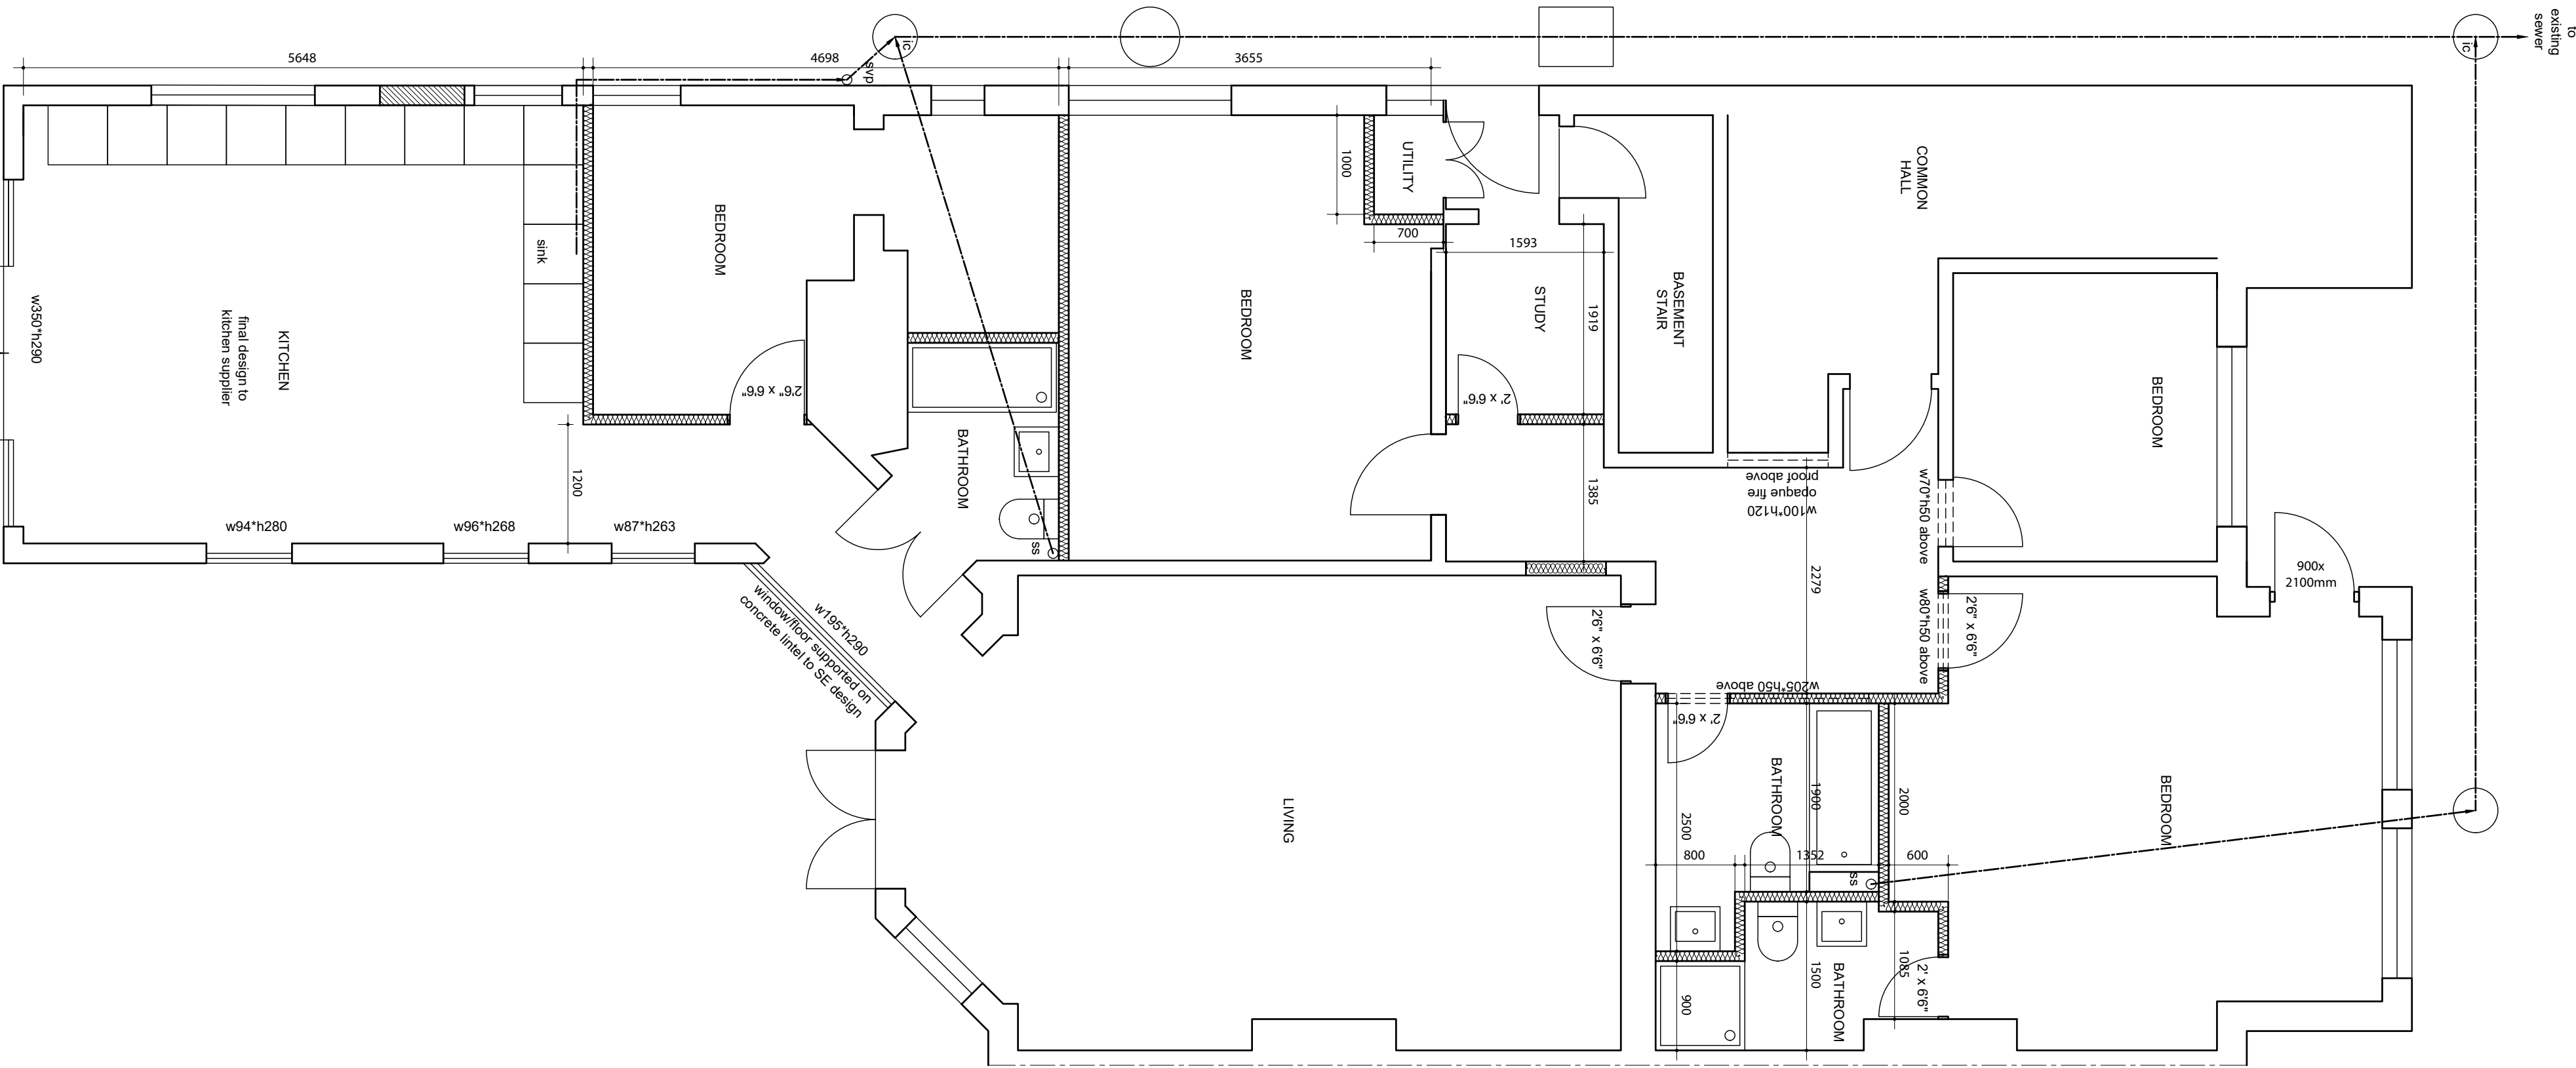 to
existing
sewer
ic
ic
svp
5648
4698
3655
1000
UTILITY
700
1593
COMMON
HALL
BASEMENT
STAIR
STUDY
1919
2' x 6'6"
1385
BEDROOM
BEDROOM
BEDROOM
2'6" x 6'6"
sink
KITCHEN
final design to
kitchen supplier
w350*h290
1200
BATHROOM
ss
w94*h280
w96*h268
w87*h263
w195*h290
window/floor supported on
concrete lintel to SE design
w100*h120
opaque fire
proof above
w70*h50 above
w80*h50 above
2'6" x 6'6"
2279
900x
2100mm
2'6" x 6'6"
w205*h50 above
2' x 6'6"
LIVING
BATHROOM
1900
2000
2500
800
1352
600
ss
BEDROOM
1500
1085
2' x 6'6"
900
BATHROOM